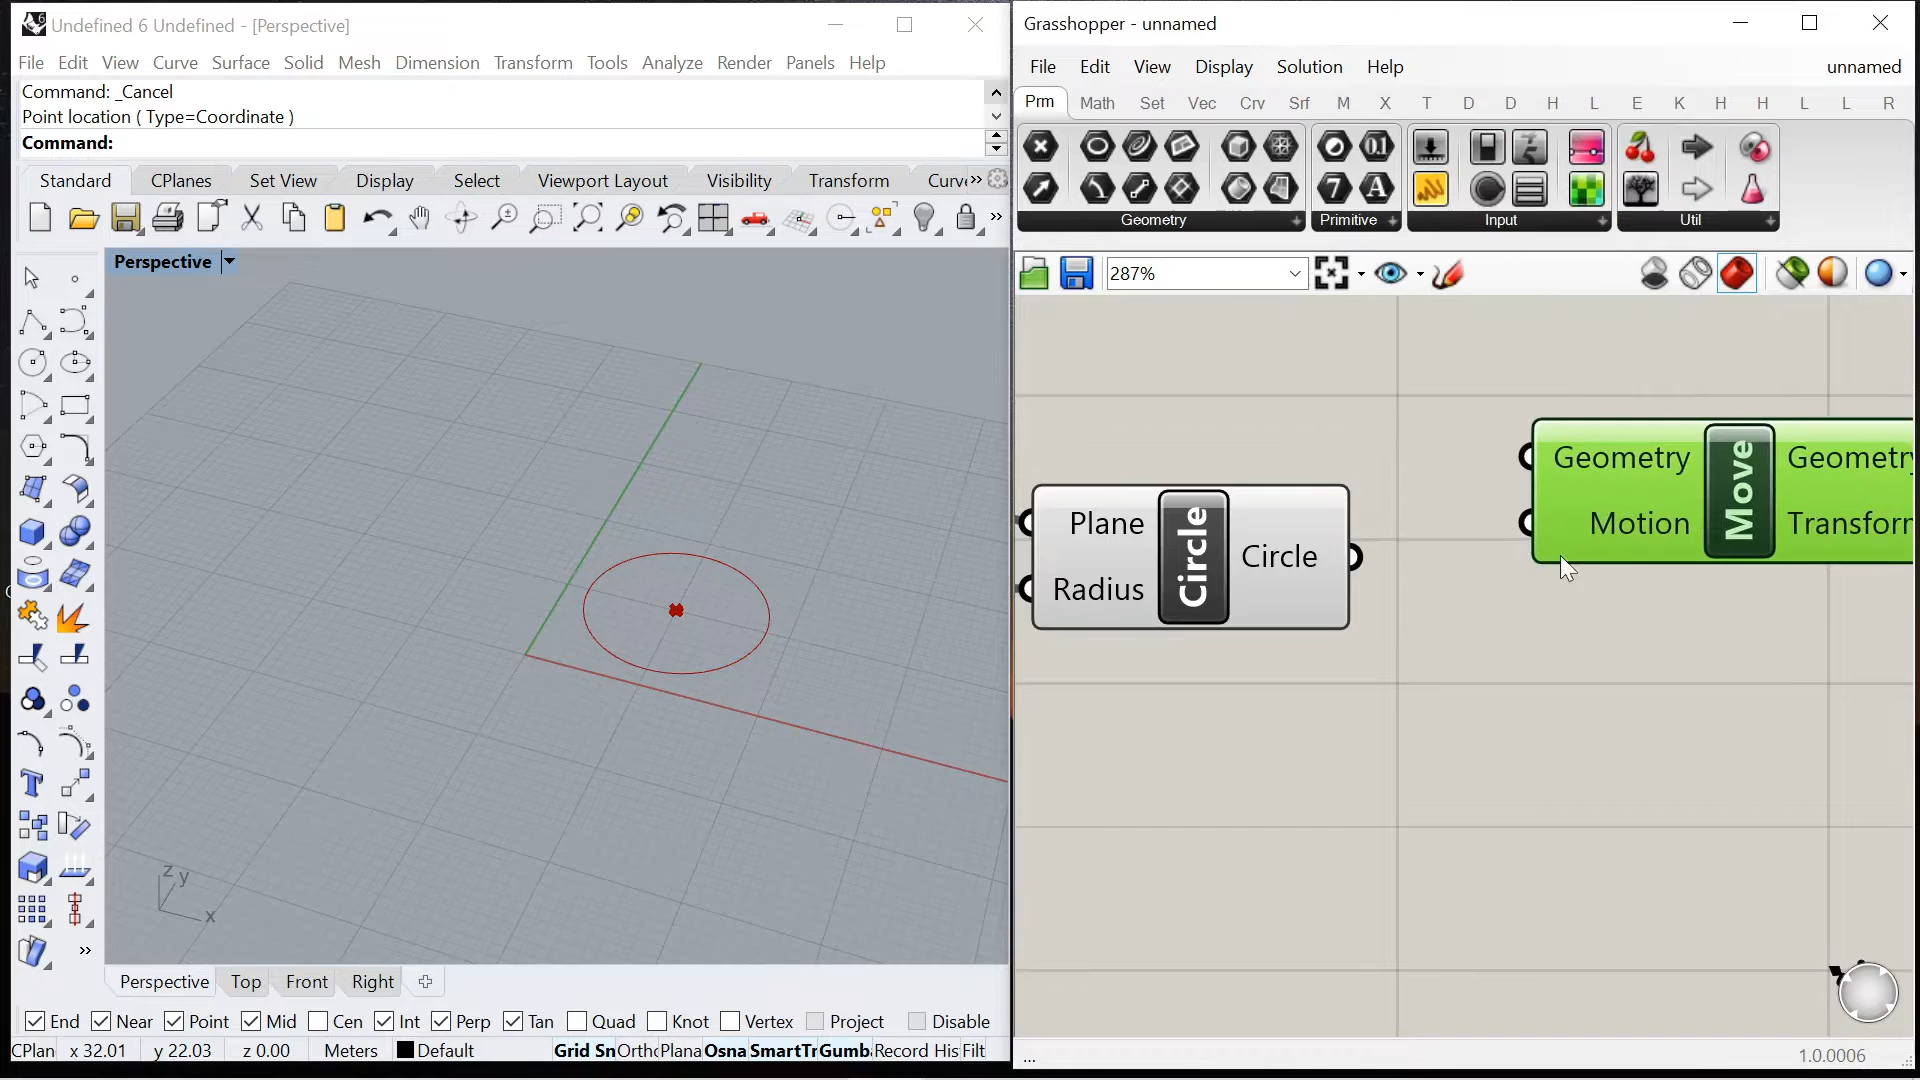 Undefined 6 Undefined - [Perspective]
File Edit View Curve Surface Solid Mesh Dimension Transform Tools Analyze Render Panels Help
Command: _Cancel
Point location ( Type=Coordinate )
Command:
Standard CPlanes Set View Display Select Viewport Layout Visibility Transform Curve
Perspective
z y
x
Perspective Top Front Right
End Near Point Mid Cen Int Perp Tan Quad Knot Vertex Project Disable
CPlan x 32.01 y 22.03 z 0.00 Meters Default Grid Sn Ortho Plana Osna SmartTr Gumb Record His Filt
Grasshopper - unnamed
File Edit View Display Solution Help unnamed
Prm Math Set Vec Crv Srf M X T D D H L E K H H L L R
Geometry Primitive Input Util
287%
Geometry Move Geometry
Motion Transform
Plane Circle Circle
Radius
... 1.0.0006